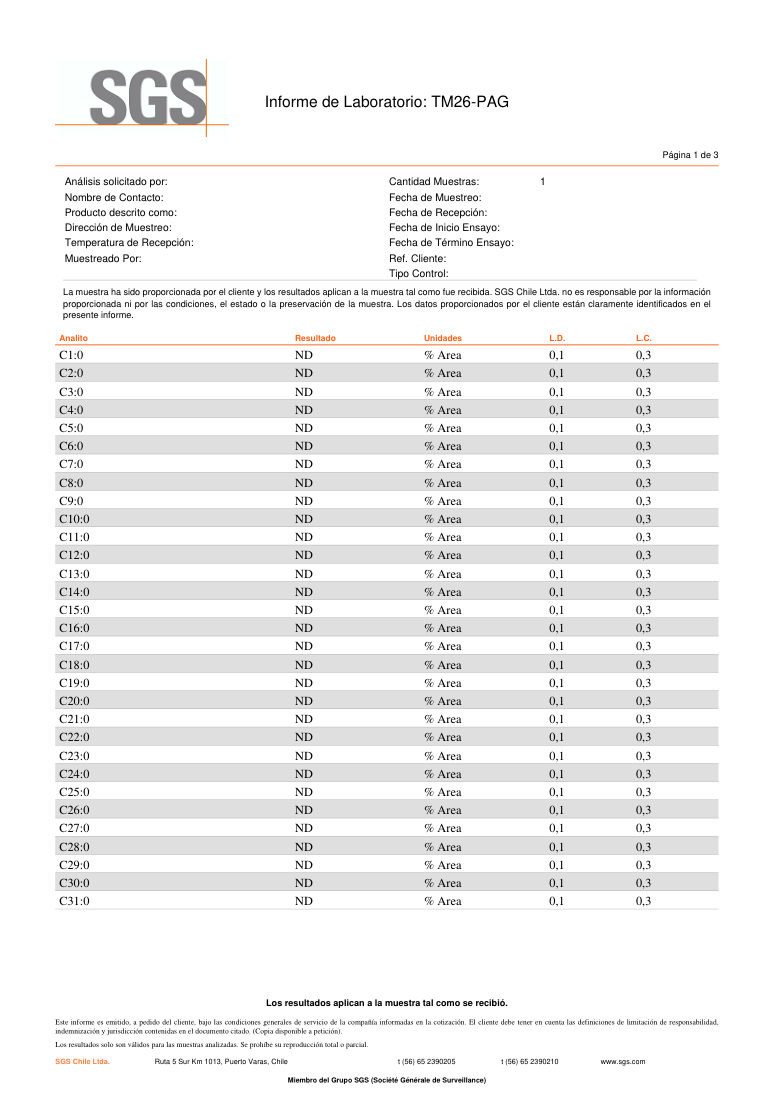 SGS
Informe de Laboratorio: TM26-PAG
Página 1 de 3
Análisis solicitado por:
Cantidad Muestras: 1
Nombre de Contacto:
Fecha de Muestreo:
Producto descrito como:
Fecha de Recepción:
Dirección de Muestreo:
Fecha de Inicio Ensayo:
Temperatura de Recepción:
Fecha de Término Ensayo:
Muestreado Por:
Ref. Cliente:
Tipo Control:
La muestra ha sido proporcionada por el cliente y los resultados aplican a la muestra tal como fue recibida. SGS Chile Ltda. no es responsable por la información
proporcionada ni por las condiciones, el estado o la preservación de la muestra. Los datos proporcionados por el cliente están claramente identificados en el
presente informe.
Analito Resultado Unidades L.D. L.C.
C1:0 ND % Area 0,1 0,3
C2:0 ND % Area 0,1 0,3
C3:0 ND % Area 0,1 0,3
C4:0 ND % Area 0,1 0,3
C5:0 ND % Area 0,1 0,3
C6:0 ND % Area 0,1 0,3
C7:0 ND % Area 0,1 0,3
C8:0 ND % Area 0,1 0,3
C9:0 ND % Area 0,1 0,3
C10:0 ND % Area 0,1 0,3
C11:0 ND % Area 0,1 0,3
C12:0 ND % Area 0,1 0,3
C13:0 ND % Area 0,1 0,3
C14:0 ND % Area 0,1 0,3
C15:0 ND % Area 0,1 0,3
C16:0 ND % Area 0,1 0,3
C17:0 ND % Area 0,1 0,3
C18:0 ND % Area 0,1 0,3
C19:0 ND % Area 0,1 0,3
C20:0 ND % Area 0,1 0,3
C21:0 ND % Area 0,1 0,3
C22:0 ND % Area 0,1 0,3
C23:0 ND % Area 0,1 0,3
C24:0 ND % Area 0,1 0,3
C25:0 ND % Area 0,1 0,3
C26:0 ND % Area 0,1 0,3
C27:0 ND % Area 0,1 0,3
C28:0 ND % Area 0,1 0,3
C29:0 ND % Area 0,1 0,3
C30:0 ND % Area 0,1 0,3
C31:0 ND % Area 0,1 0,3
Los resultados aplican a la muestra tal como se recibió.
Este informe es emitido, a pedido del cliente, bajo las condiciones generales de servicio de la compañía informadas en la cotización. El cliente debe tener en cuenta las definiciones de limitación de responsabilidad,
indemnización y jurisdicción contenidas en el documento citado. (Copia disponible a petición).
Los resultados solo son válidos para las muestras analizadas. Se prohíbe su reproducción total o parcial.
SGS Chile Ltda. Ruta 5 Sur Km 1013, Puerto Varas, Chile t (56) 65 2390205 t (56) 65 2390210 www.sgs.com
Miembro del Grupo SGS (Société Générale de Surveillance)